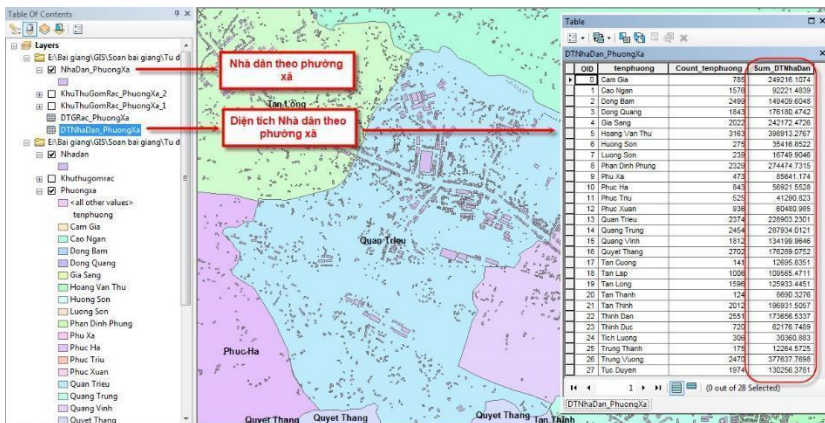 Table Of Contents
Layers
E:\Bai giang\GIS\Soan bai giang\Tu d
NhaDan_PhuongXa
KhuThuGomRac_PhuongXa_2
KhuThuGomRac_PhuongXa_1
DTGRac_PhuongXa
DTNhaDan_PhuongXa
E:\Bai giang\GIS\Soan bai giang\Tu d
Nhadan
Khuthugomrac
Phuongxa
<all other values>
tenphuong
Cam Gia
Cao Ngan
Dong Bam
Dong Quang
Gia Sang
Hoang Van Thu
Huong Son
Luong Son
Phan Dinh Phung
Phu Xa
Phuc Ha
Phuc Triu
Phuc Xuan
Quan Trieu
Quang Trung
Quang Vinh
Quyet Thang
Nhà dân theo phường
xã
Tan Long
Diện tích Nhà dân theo
phường xã
Quan Trieu
Phuc Ha
Quyet Thang
Quyet Thang
Quyet Thang
Tan Thinh
Table
DTNhaDan_PhuongXa
OID tenphuong Count_tenphuong Sum_DTNhaDan
0 Cam Gia 785 249216.1074
1 Cao Ngan 1576 92221.4839
2 Dong Bam 2499 149409.6048
3 Dong Quang 1843 176180.4742
4 Gia Sang 2022 242172.4726
5 Hoang Van Thu 3163 398913.2767
6 Huong Son 275 35416.8522
7 Luong Son 239 16749.9046
8 Phan Dinh Phung 2329 274474.7315
9 Phu Xa 473 85641.174
10 Phuc Ha 843 56921.5528
11 Phuc Triu 525 41290.823
12 Phuc Xuan 936 60480.985
13 Quan Trieu 2374 228903.2301
14 Quang Trung 2454 287934.0121
15 Quang Vinh 1812 134199.9646
16 Quyet Thang 2702 176289.0752
17 Tan Cuong 141 12695.8351
18 Tan Lap 1006 109565.4711
19 Tan Long 1596 125933.4451
20 Tan Thanh 124 6690.3276
21 Tan Thinh 2012 196931.5057
22 Thinh Dan 2551 173656.5337
23 Thinh Duc 720 62176.7489
24 Tich Luong 306 30360.883
25 Trung Thanh 175 12264.5725
26 Trung Vuong 2470 377637.7698
27 Tuc Duyen 1974 130256.3781
1
(0 out of 28 Selected)
DTNhaDan_PhuongXa